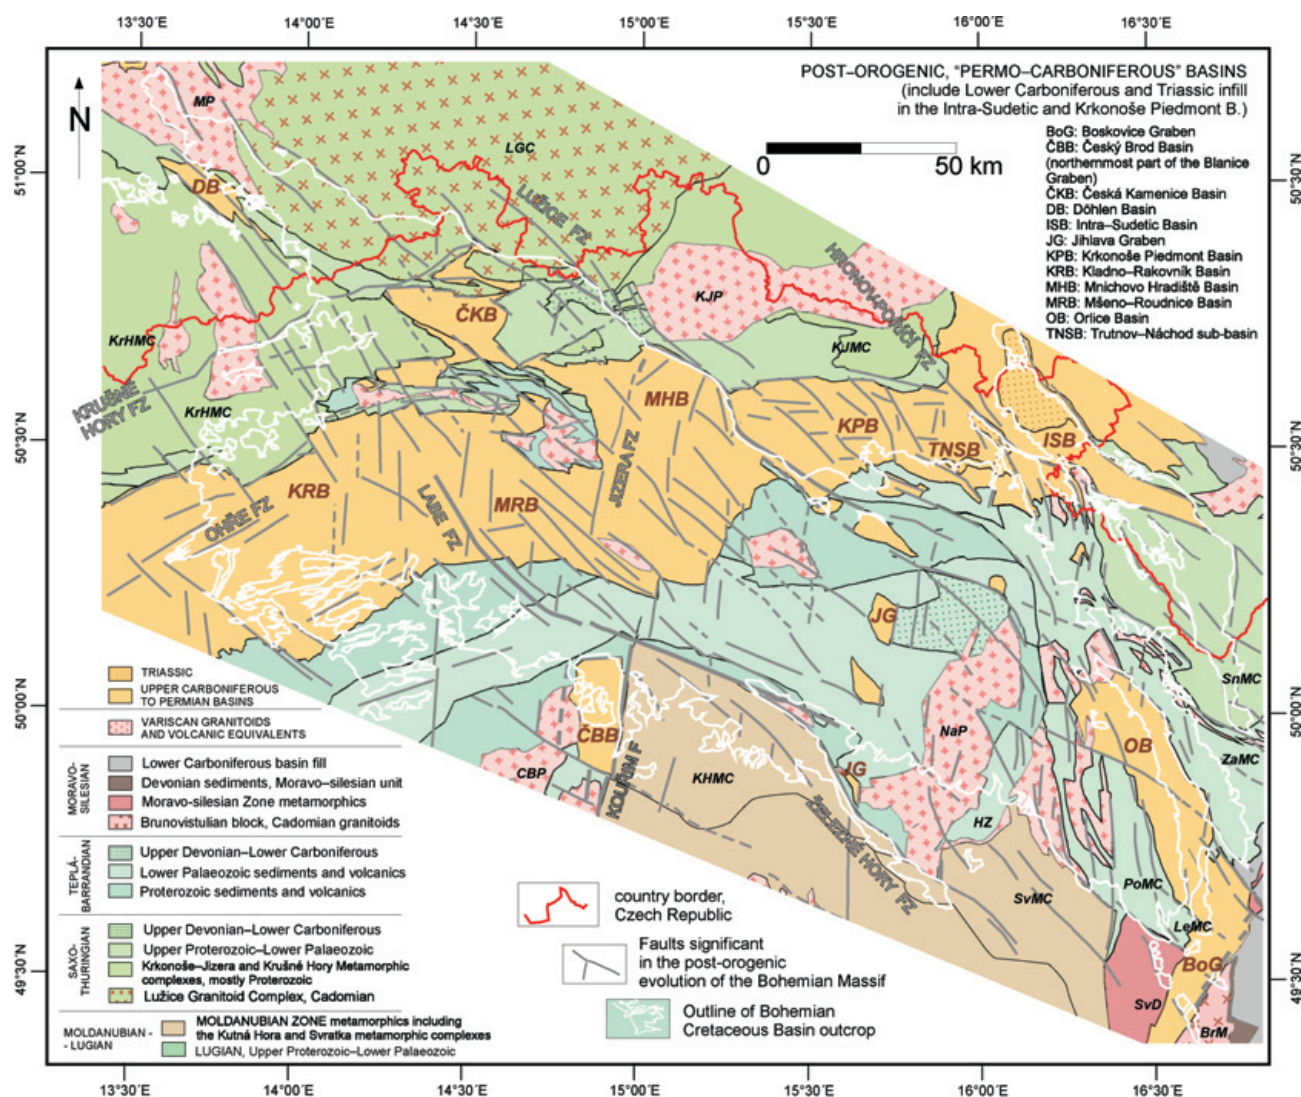 13°30´E
14°00´E
14°30´E
15°00´E
15°30´E
16°00´E
16°30´E
POST–OROGENIC, "PERMO–CARBONIFEROUS" BASINS
(include Lower Carboniferous and Triassic infill
in the Intra-Sudetic and Krkonoše Piedmont B.)
BoG: Boskovice Graben
ČBB: Český Brod Basin
(northernmost part of the Blanice
Graben)
ČKB: Česká Kamenice Basin
DB: Döhlen Basin
ISB: Intra–Sudetic Basin
JG: Jihlava Graben
KPB: Krkonoše Piedmont Basin
KRB: Kladno–Rakovník Basin
MHB: Mnichovo Hradiště Basin
MRB: Mšeno–Roudnice Basin
OB: Orlice Basin
TNSB: Trutnov–Náchod sub-basin
N
0
50 km
51°00´N
51°00´N
50°30´N
50°30´N
50°00´N
50°00´N
49°30´N
49°30´N
MP
LGC
DB
LUŽICE FZ
HRONOV-POŘÍČÍ FZ
KJP
ČKB
KrHMC
KJMC
KRUŠNÉ
HORY FZ
KrHMC
MHB
KPB
TNSB
ISB
JIZERA FZ
KRB
MRB
LABE FZ
OHŘE FZ
JG
SnMC
NaP
OB
ZaMC
ČBB
CBP
KOUŘIM F
KHMC
JG
ŽELEZNÉ HORY FZ
HZ
SvMC
PoMC
LeMC
BoG
SvD
BrM
TRIASSIC
UPPER CARBONIFEROUS
TO PERMIAN BASINS
VARISCAN GRANITOIDS
AND VOLCANIC EQUIVALENTS
MORAVO-
SILESIAN
Lower Carboniferous basin fill
Devonian sediments, Moravo–silesian unit
Moravo-silesian Zone metamorphics
Brunovistulian block, Cadomian granitoids
TEPLÁ-
BARRANDIAN
Upper Devonian–Lower Carboniferous
Lower Palaeozoic sediments and volcanics
Proterozoic sediments and volcanics
SAXO-
THURINGIAN
Upper Devonian–Lower Carboniferous
Upper Proterozoic–Lower Palaeozoic
Krkonoše–Jizera and Krušné Hory Metamorphic
complexes, mostly Proterozoic
Lužice Granitoid Complex, Cadomian
MOLDANUBIAN -
- LUGIAN
MOLDANUBIAN ZONE metamorphics including
the Kutná Hora and Svratka metamorphic complexes
LUGIAN, Upper Proterozoic–Lower Palaeozoic
country border,
Czech Republic
Faults significant
in the post-orogenic
evolution of the Bohemian Massif
Outline of Bohemian
Cretaceous Basin outcrop
13°30´E
14°00´E
14°30´E
15°00´E
15°30´E
16°00´E
16°30´E